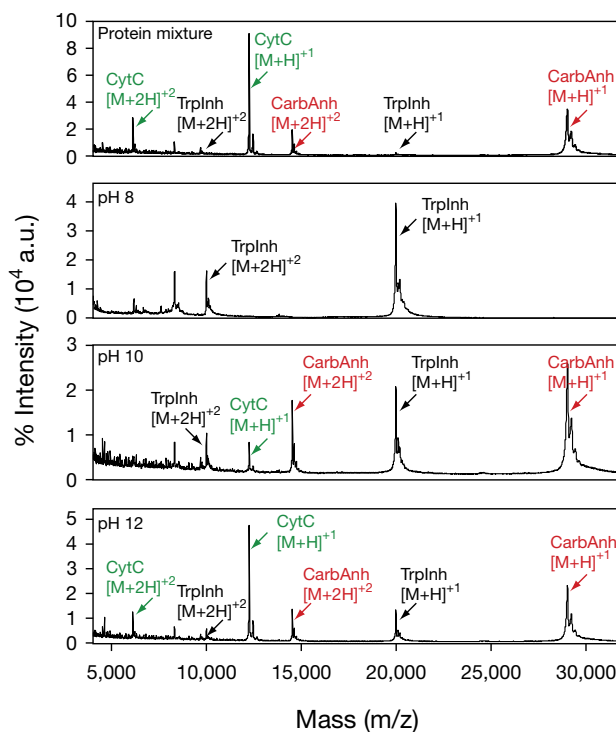 % Intensity (10⁴ a.u.)
Protein mixture
10
8
6
4
2
0
CytC
[M+2H]⁺²
TrpInh
[M+2H]⁺²
CytC
[M+H]⁺¹
CarbAnh
[M+2H]⁺²
TrpInh
[M+H]⁺¹
CarbAnh
[M+H]⁺¹
pH 8
4
3
2
1
0
TrpInh
[M+2H]⁺²
TrpInh
[M+H]⁺¹
pH 10
3
2
1
0
TrpInh
[M+2H]⁺²
CytC
[M+H]⁺¹
CarbAnh
[M+2H]⁺²
TrpInh
[M+H]⁺¹
CarbAnh
[M+H]⁺¹
pH 12
5
4
3
2
1
0
CytC
[M+2H]⁺²
TrpInh
[M+2H]⁺²
CytC
[M+H]⁺¹
CarbAnh
[M+2H]⁺²
TrpInh
[M+H]⁺¹
CarbAnh
[M+H]⁺¹
5,000 10,000 15,000 20,000 25,000 30,000
Mass (m/z)